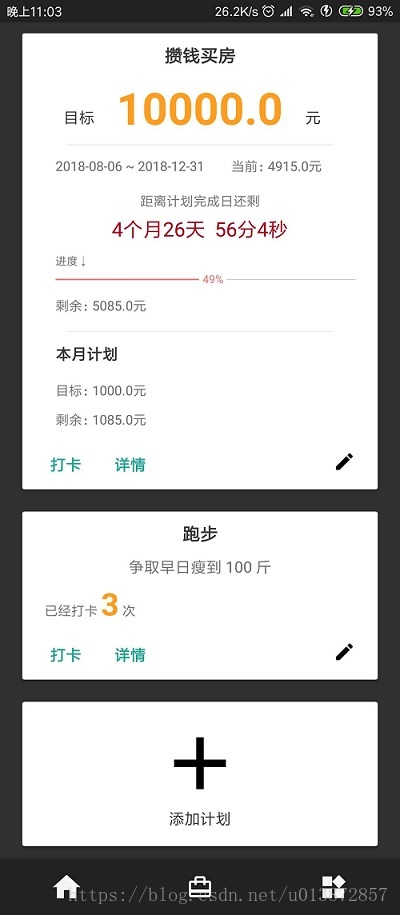 晚上11:03 26.2K/s 93%
攒钱买房
目标 10000.0 元
2018-08-06 ~ 2018-12-31 当前: 4915.0元
距离计划完成日还剩
4个月26天 56分4秒
进度↓
49%
剩余: 5085.0元
本月计划
目标: 1000.0元
剩余: 1085.0元
打卡 详情
跑步
争取早日瘦到 100 斤
已经打卡 3 次
打卡 详情
添加计划
https://blog.csdn.net/u013872857